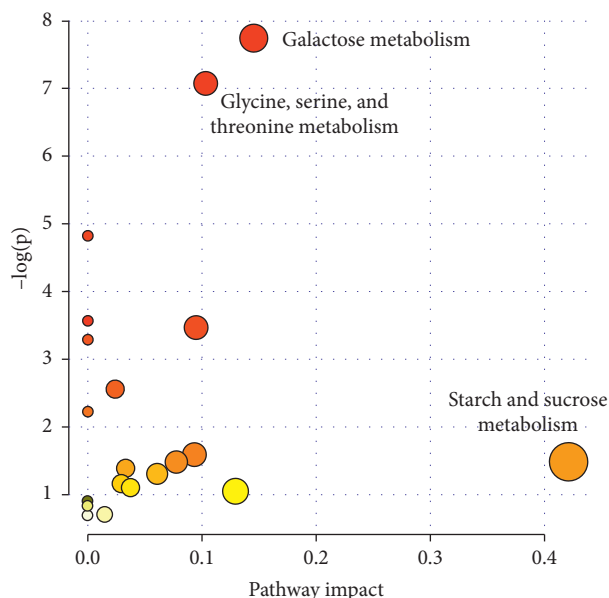 8
Galactose metabolism
7
Glycine, serine, and
threonine metabolism
6
5
−log(p)
4
3
Starch and sucrose
metabolism
2
1
0.0 0.1 0.2 0.3 0.4
Pathway impact